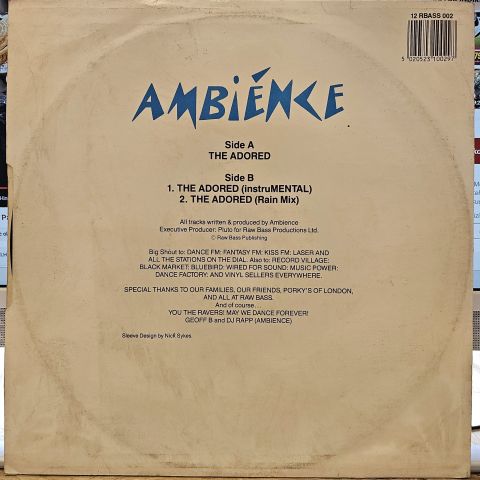 12 RBASS 002
5 020523 100297
AMBIÉNCE
Side A
THE ADORED
Side B
1. THE ADORED (instruMENTAL)
2. THE ADORED (Rain Mix)
All tracks written & produced by Ambience
Executive Producer: Pluto for Raw Bass Productions Ltd.
© Raw Bass Publishing
Big Shout to: DANCE FM: FANTASY FM: KISS FM: LASER AND
ALL THE STATIONS ON THE DIAL. Also to: RECORD VILLAGE:
BLACK MARKET: BLUEBIRD: WIRED FOR SOUND: MUSIC POWER:
DANCE FACTORY: AND VINYL SELLERS EVERYWHERE.
SPECIAL THANKS TO OUR FAMILIES, OUR FRIENDS, PORKY'S OF LONDON,
AND ALL AT RAW BASS.
And of course...
YOU THE RAVERS! MAY WE DANCE FOREVER!
GEOFF B and DJ RAPP (AMBIENCE)
Sleeve Design by Nick Sykes.